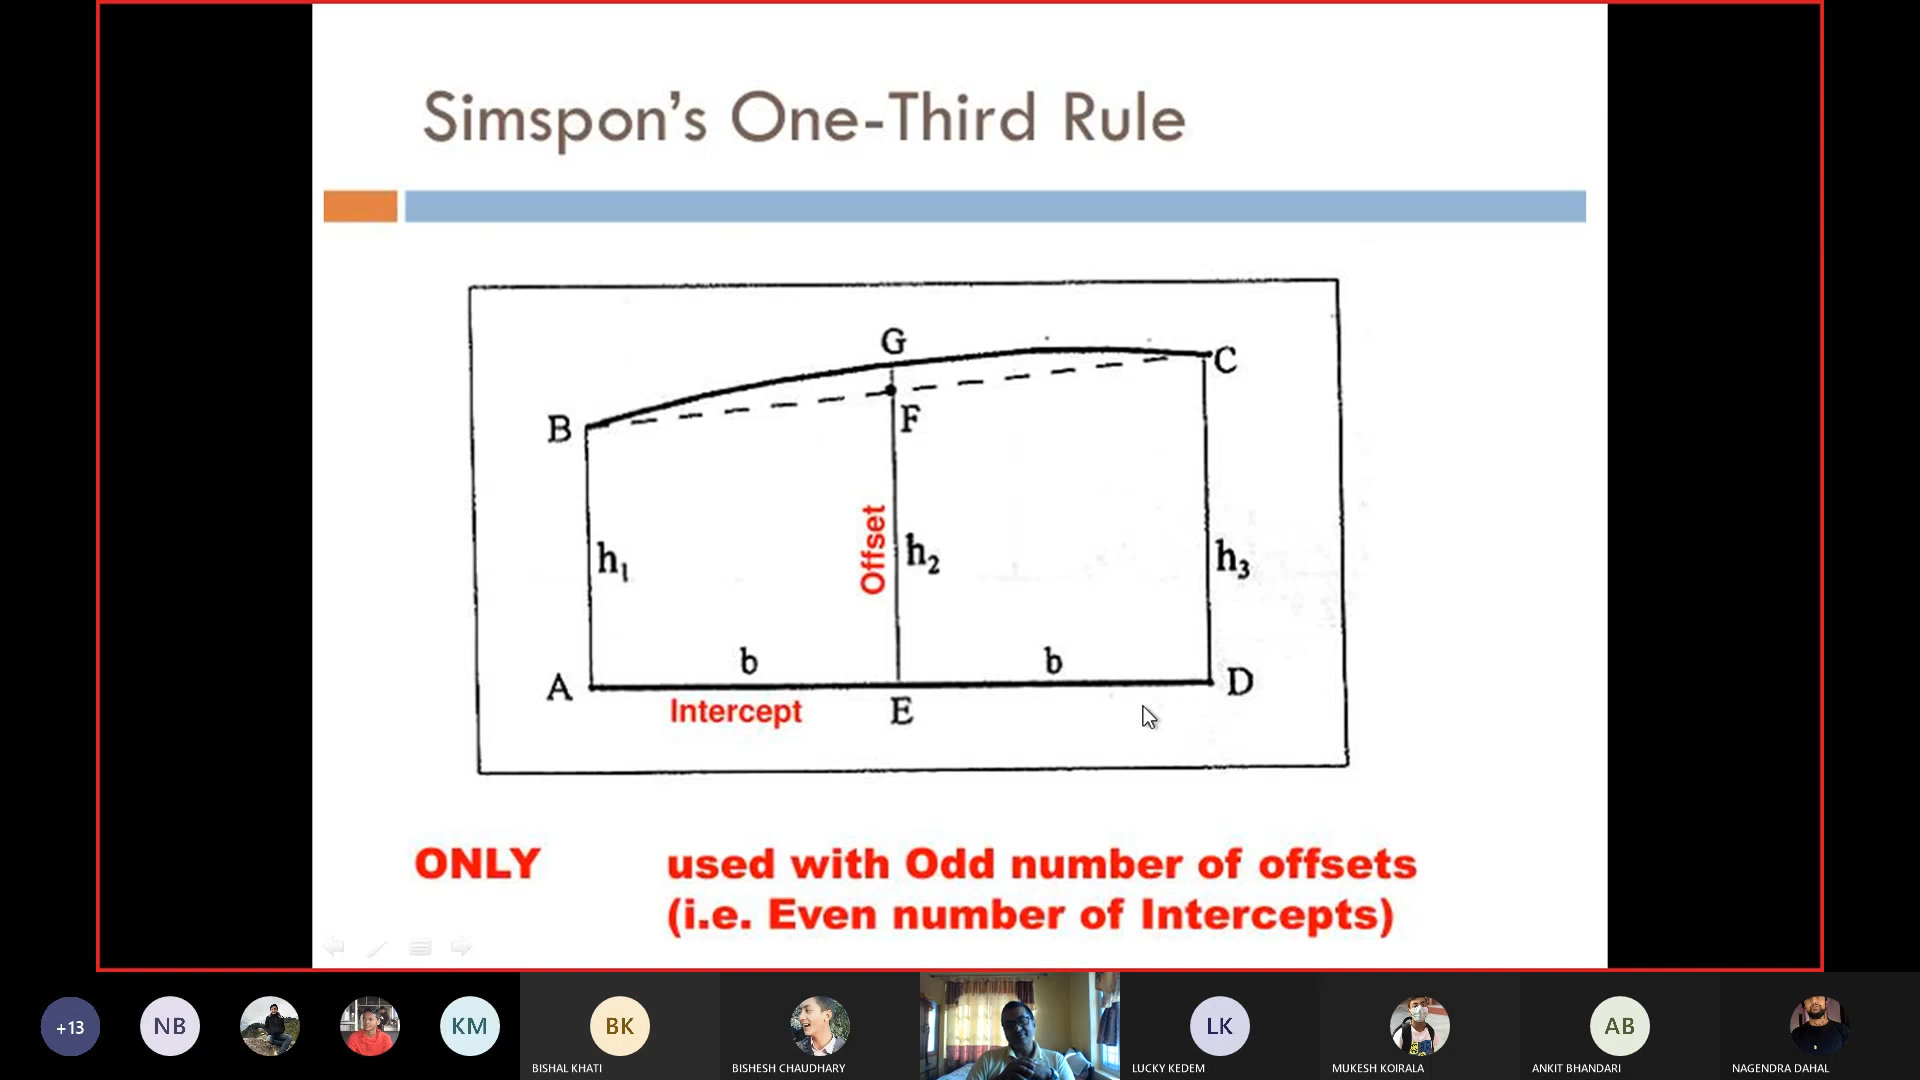 Simspon's One-Third Rule
G
C
B
F
Offset
h₁
h₂
h₃
b
b
A
D
Intercept
E
ONLY used with Odd number of offsets
(i.e. Even number of Intercepts)
+13
NB
KM
BK
LK
AB
BISHAL KHATI
BISHESH CHAUDHARY
LUCKY KEDEM
MUKESH KOIRALA
ANKIT BHANDARI
NAGENDRA DAHAL